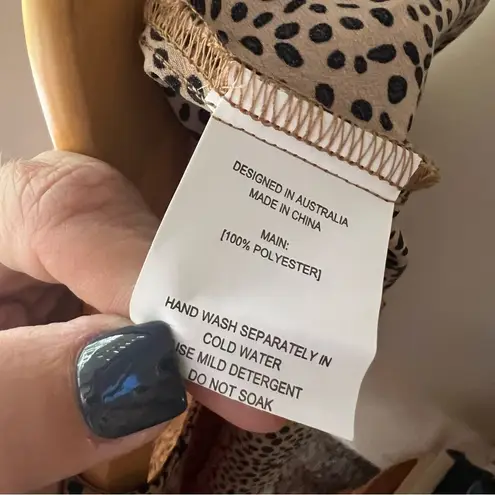 DESIGNED IN AUSTRALIA
MADE IN CHINA
MAIN:
[100% POLYESTER]
HAND WASH SEPARATELY IN
COLD WATER
USE MILD DETERGENT
DO NOT SOAK